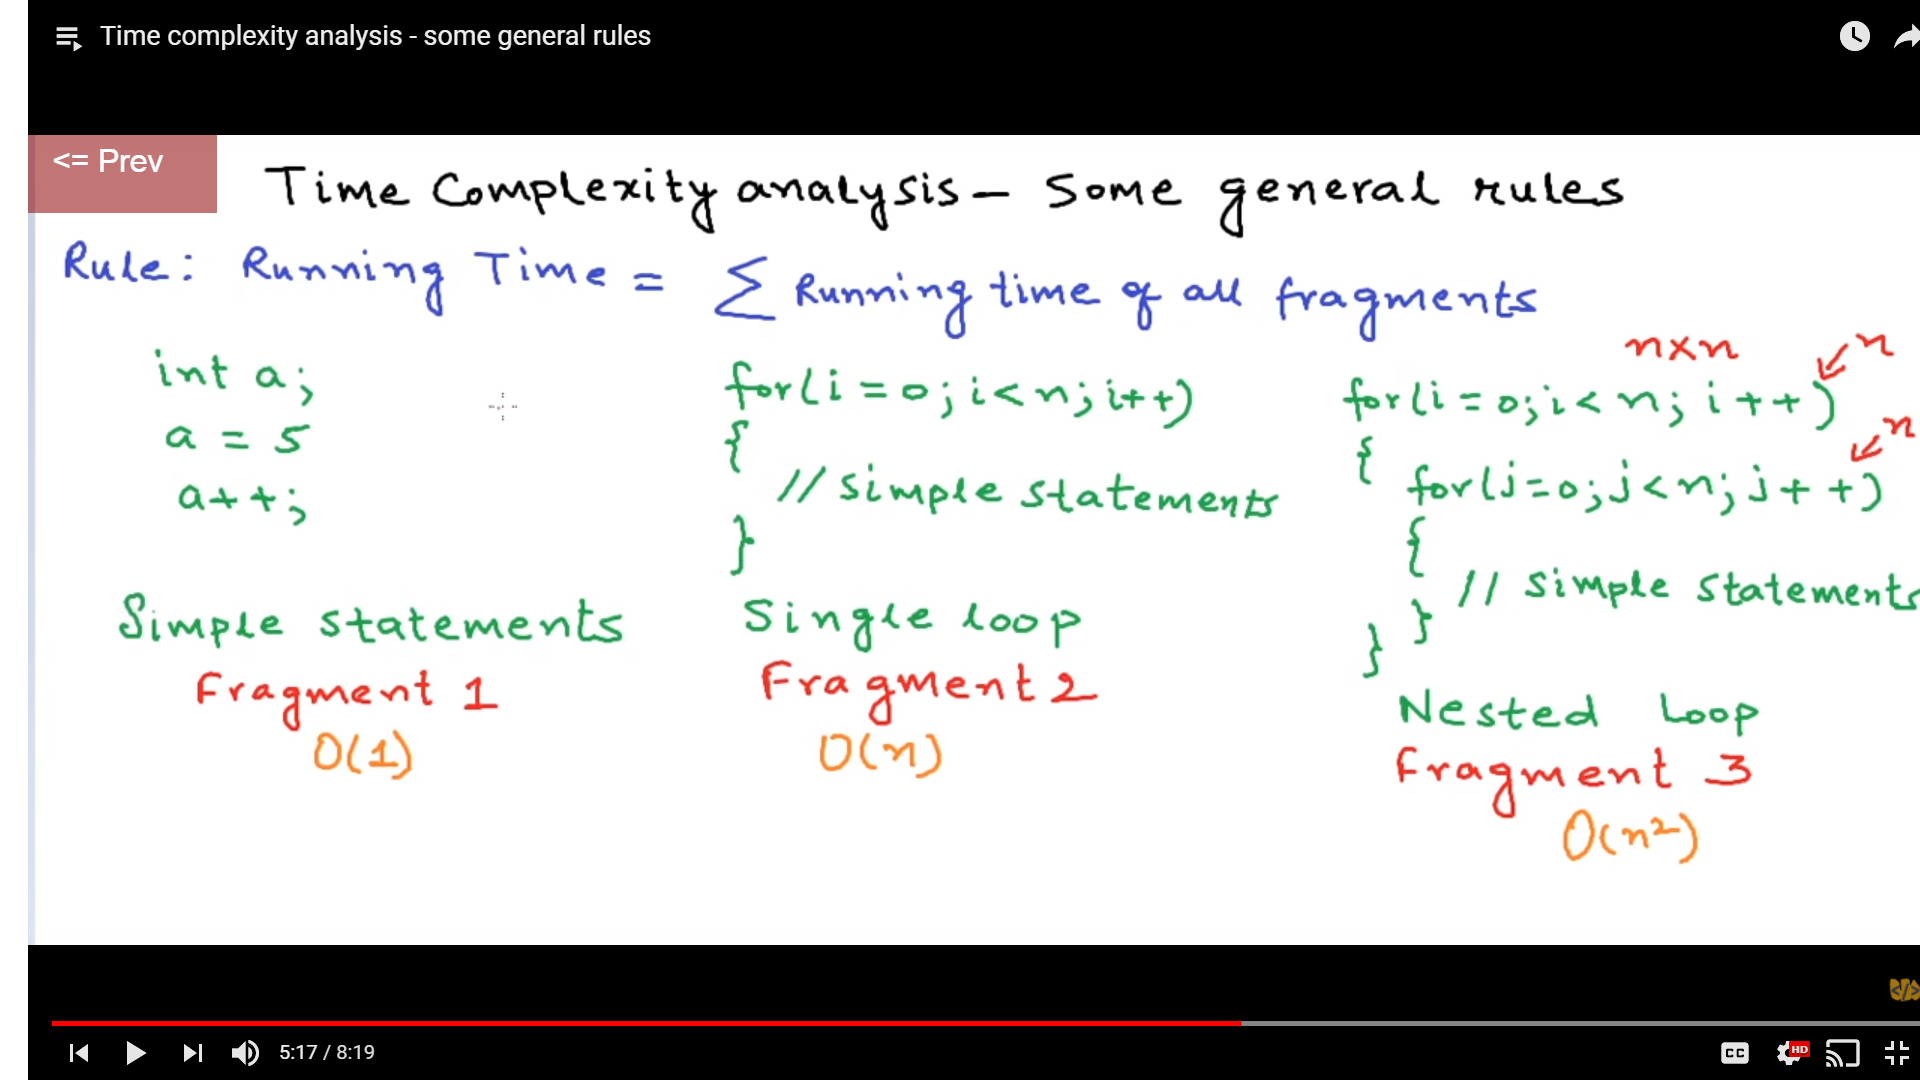 Time complexity analysis - some general rules
<= Prev
Time Complexity analysis - Some general rules
Rule: Running Time = ∑ Running time of all fragments
int a;
a = 5
a++;
Simple statements
Fragment 1
O(1)
for(i = 0; i < n; i++)
{
// simple statements
}
Single loop
Fragment 2
O(n)
n×n
n
for(i = 0; i < n; i++)
n
{
for(j=0; j<n; j++)
{
// simple statements
}
}
Nested Loop
Fragment 3
O(n²)
</>
5:17 / 8:19
CC
HD